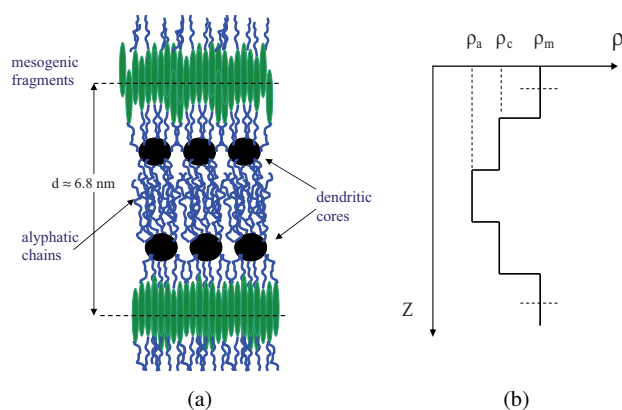 mesogenic
fragments
d ≈ 6.8 nm
alyphatic
chains
dendritic
cores
(a)
ρa ρc ρm ρ
Z
(b)